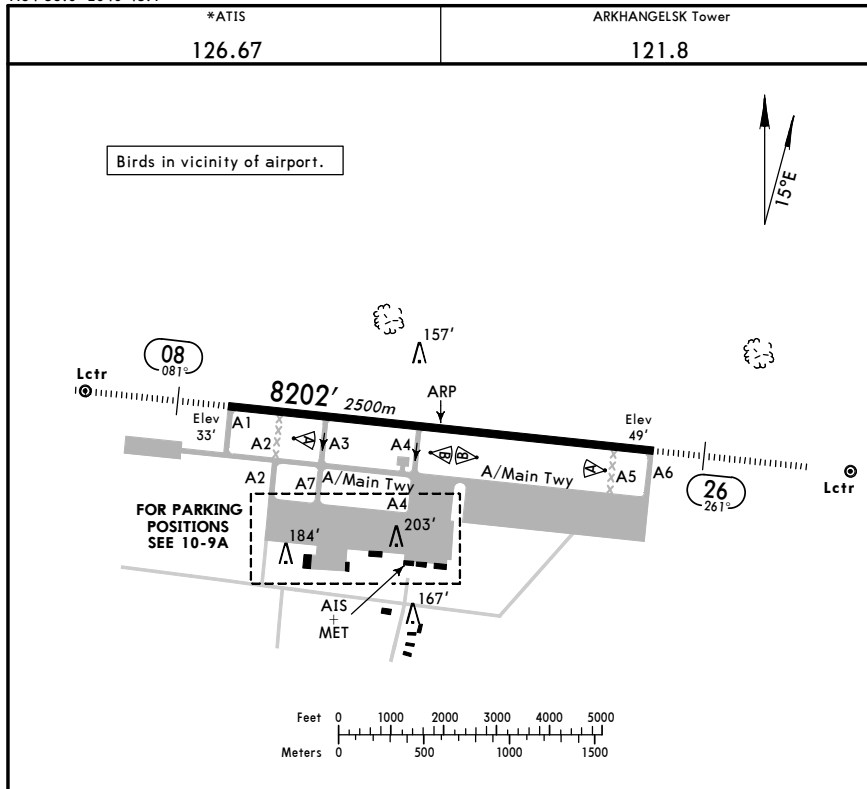 *ATIS
126.67
ARKHANGELSK Tower
121.8
Birds in vicinity of airport.
15°E
157'
08
081°
Lctr
8202' 2500m
ARP
Elev
33'
Elev
49'
A1
A2
A
A3
A4
B
B
A
A5
A6
A/Main Twy
26
261°
Lctr
A2
A7
A/Main Twy
A4
FOR PARKING
POSITIONS
SEE 10-9A
184'
203'
AIS
+
MET
167'
Feet 0 1000 2000 3000 4000 5000
Meters 0 500 1000 1500